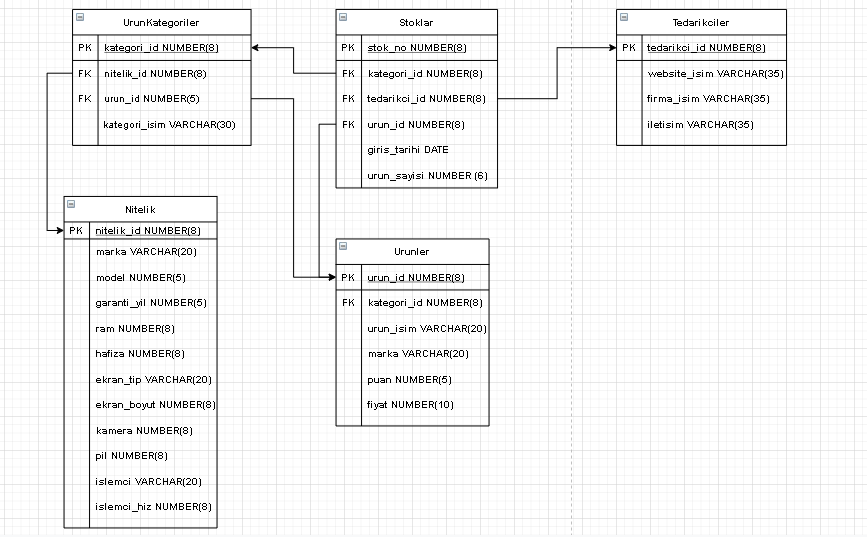 UrunKategoriler
PK kategori_id NUMBER(8)
FK nitelik_id NUMBER(8)
FK urun_id NUMBER(5)
kategori_isim VARCHAR(30)
Stoklar
PK stok_no NUMBER(8)
FK kategori_id NUMBER(8)
FK tedarikci_id NUMBER(8)
FK urun_id NUMBER(8)
giris_tarihi DATE
urun_sayisi NUMBER (6)
Tedarikciler
PK tedarikci_id NUMBER(8)
website_isim VARCHAR(35)
firma_isim VARCHAR(35)
iletisim VARCHAR(35)
Nitelik
PK nitelik_id NUMBER(8)
marka VARCHAR(20)
model NUMBER(5)
garanti_yil NUMBER(5)
ram NUMBER(8)
hafiza NUMBER(8)
ekran_tip VARCHAR(20)
ekran_boyut NUMBER(8)
kamera NUMBER(8)
pil NUMBER(8)
islemci VARCHAR(20)
islemci_hiz NUMBER(8)
Urunler
PK urun_id NUMBER(8)
FK kategori_id NUMBER(8)
urun_isim VARCHAR(20)
marka VARCHAR(20)
puan NUMBER(5)
fiyat NUMBER(10)